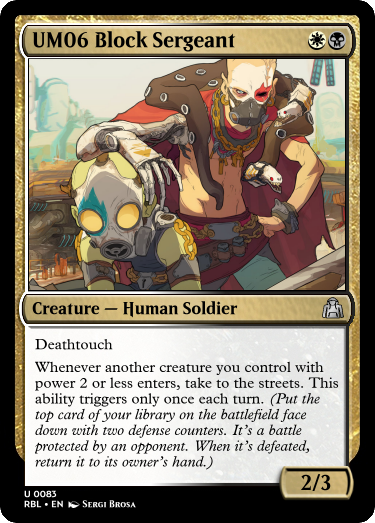 UM06 Block Sergeant
Creature — Human Soldier
Deathtouch
Whenever another creature you control with
power 2 or less enters, take to the streets. This
ability triggers only once each turn. (Put the
top card of your library on the battlefield face
down with two defense counters. It's a battle
protected by an opponent. When it's defeated,
return it to its owner's hand.)
2/3
U 0083
RBL • EN Sergi Brosa